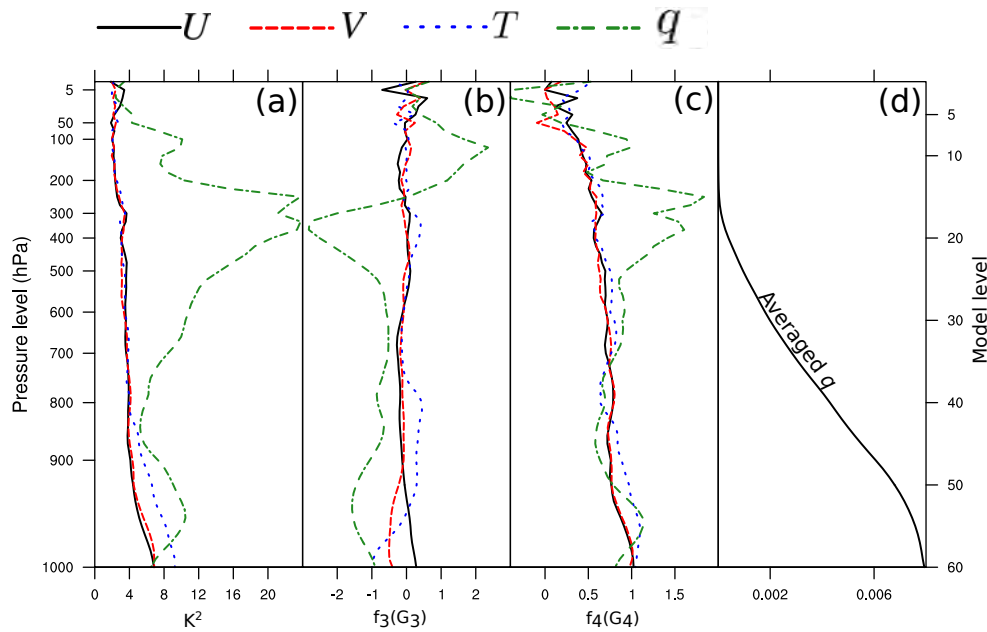 U V T q
(a) (b) (c) (d)
Pressure level (hPa)
5
50
100
200
300
400
500
600
700
800
900
1000
Averaged q
5
10
20
30
40
50
60
Model level
0 4 8 12 16 20
-2 -1 0 1 2
0 0.5 1 1.5
0.002 0.006
K²
f₃(G₃)
f₄(G₄)